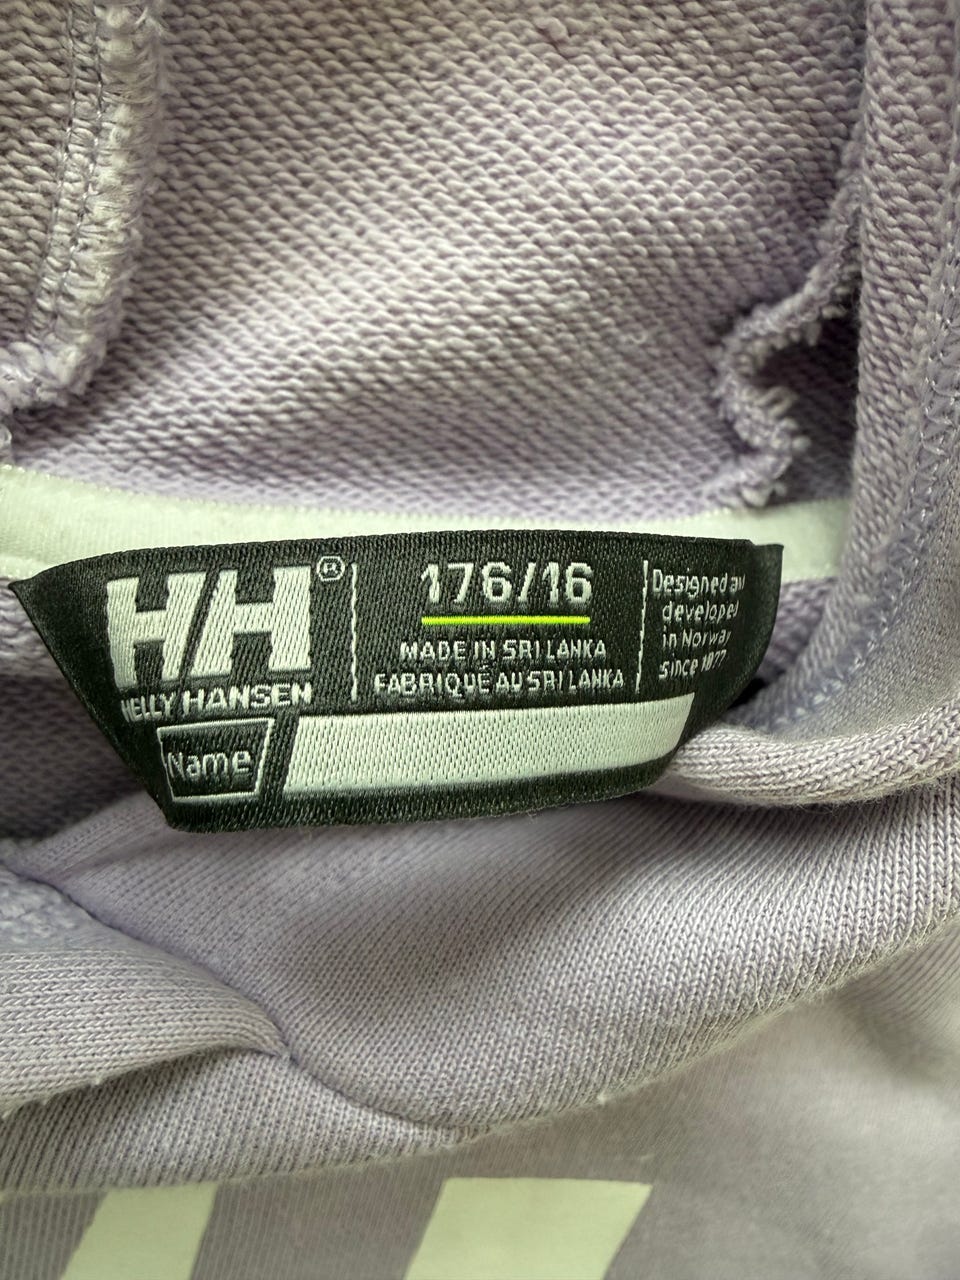 HH®
HELLY HANSEN
Name
176/16
MADE IN SRI LANKA
FABRIQUÉ AU SRI LANKA
Designed
developed
in Norway
since 1877